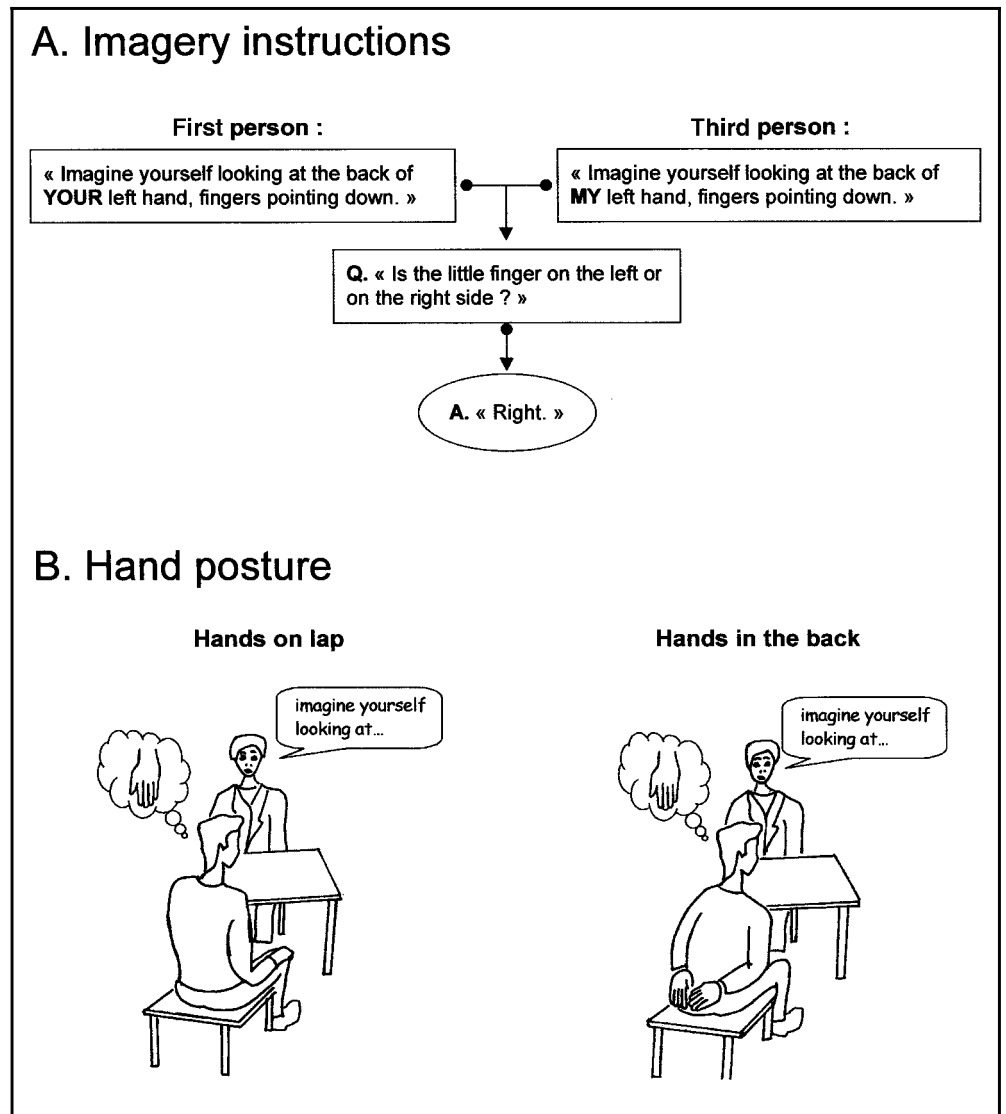 A. Imagery instructions
First person :
« Imagine yourself looking at the back of
YOUR left hand, fingers pointing down. »
Third person :
« Imagine yourself looking at the back of
MY left hand, fingers pointing down. »
Q. « Is the little finger on the left or
on the right side ? »
A. « Right. »
B. Hand posture
Hands on lap
imagine yourself
looking at...
Hands in the back
imagine yourself
looking at...